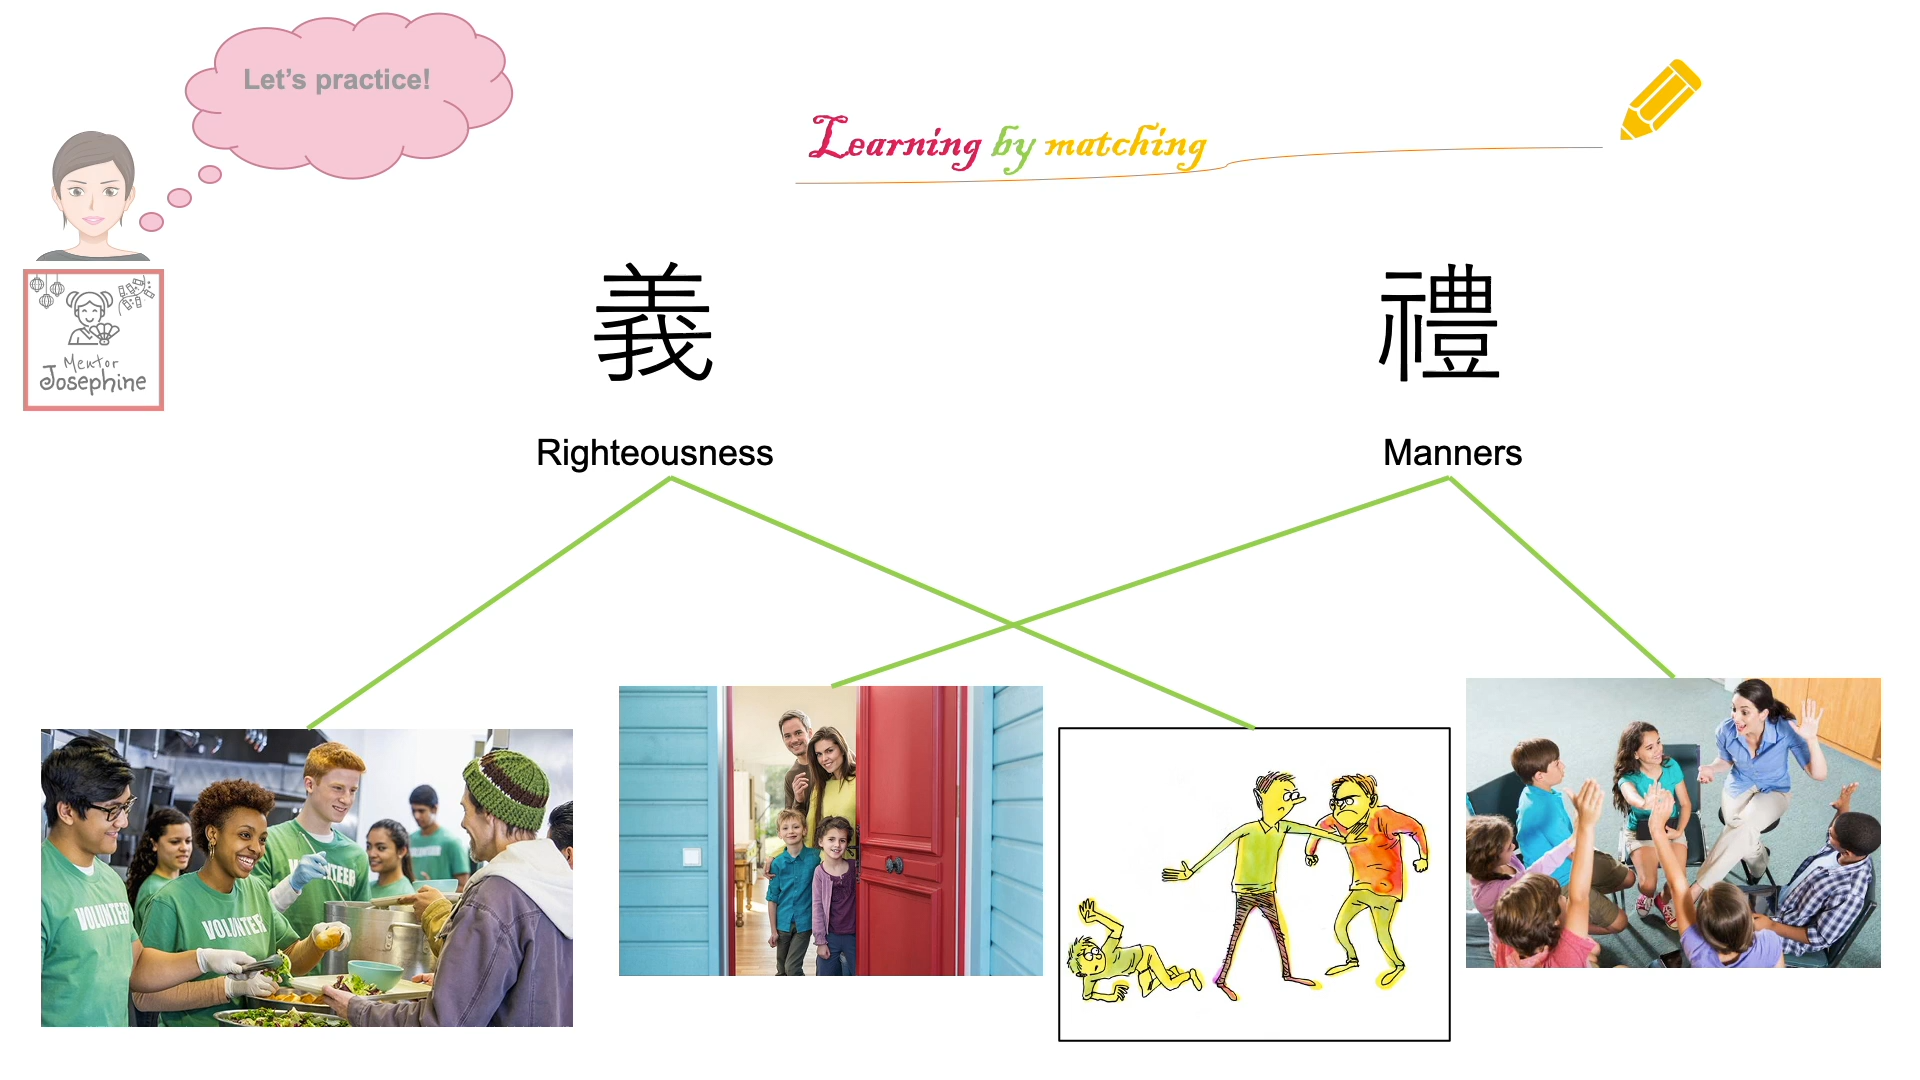 Let’s practice!
Learning by matching
Mentor
Josephine
義
禮
Righteousness
Manners
VOLUNTEER
VOLUNTEER
VOLUNTEER